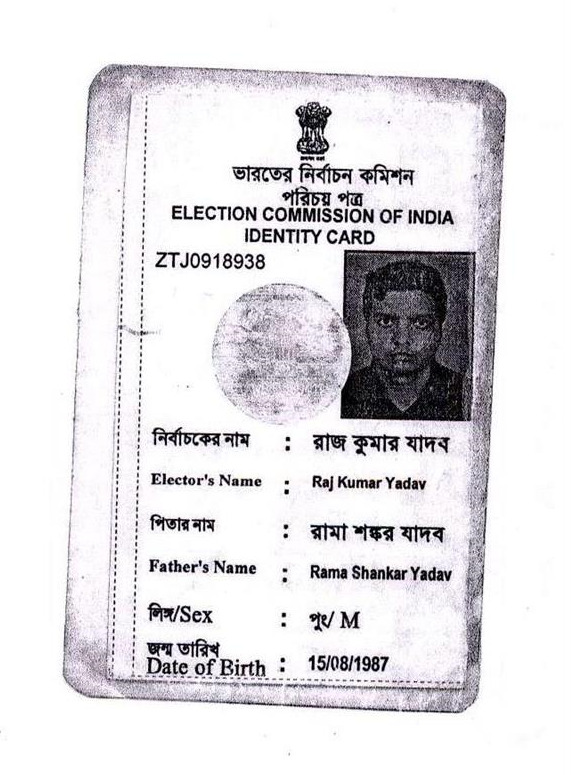 ভারতের নির্বাচন কমিশন
পরিচয় পত্র
ELECTION COMMISSION OF INDIA
IDENTITY CARD
ZTJ0918938
নির্বাচকের নাম : রাজ কুমার যাদব
Elector's Name : Raj Kumar Yadav
পিতার নাম : রামা শঙ্কর যাদব
Father's Name : Rama Shankar Yadav
লিঙ্গ/Sex : পুং/ M
জন্ম তারিখ
Date of Birth : 15/08/1987